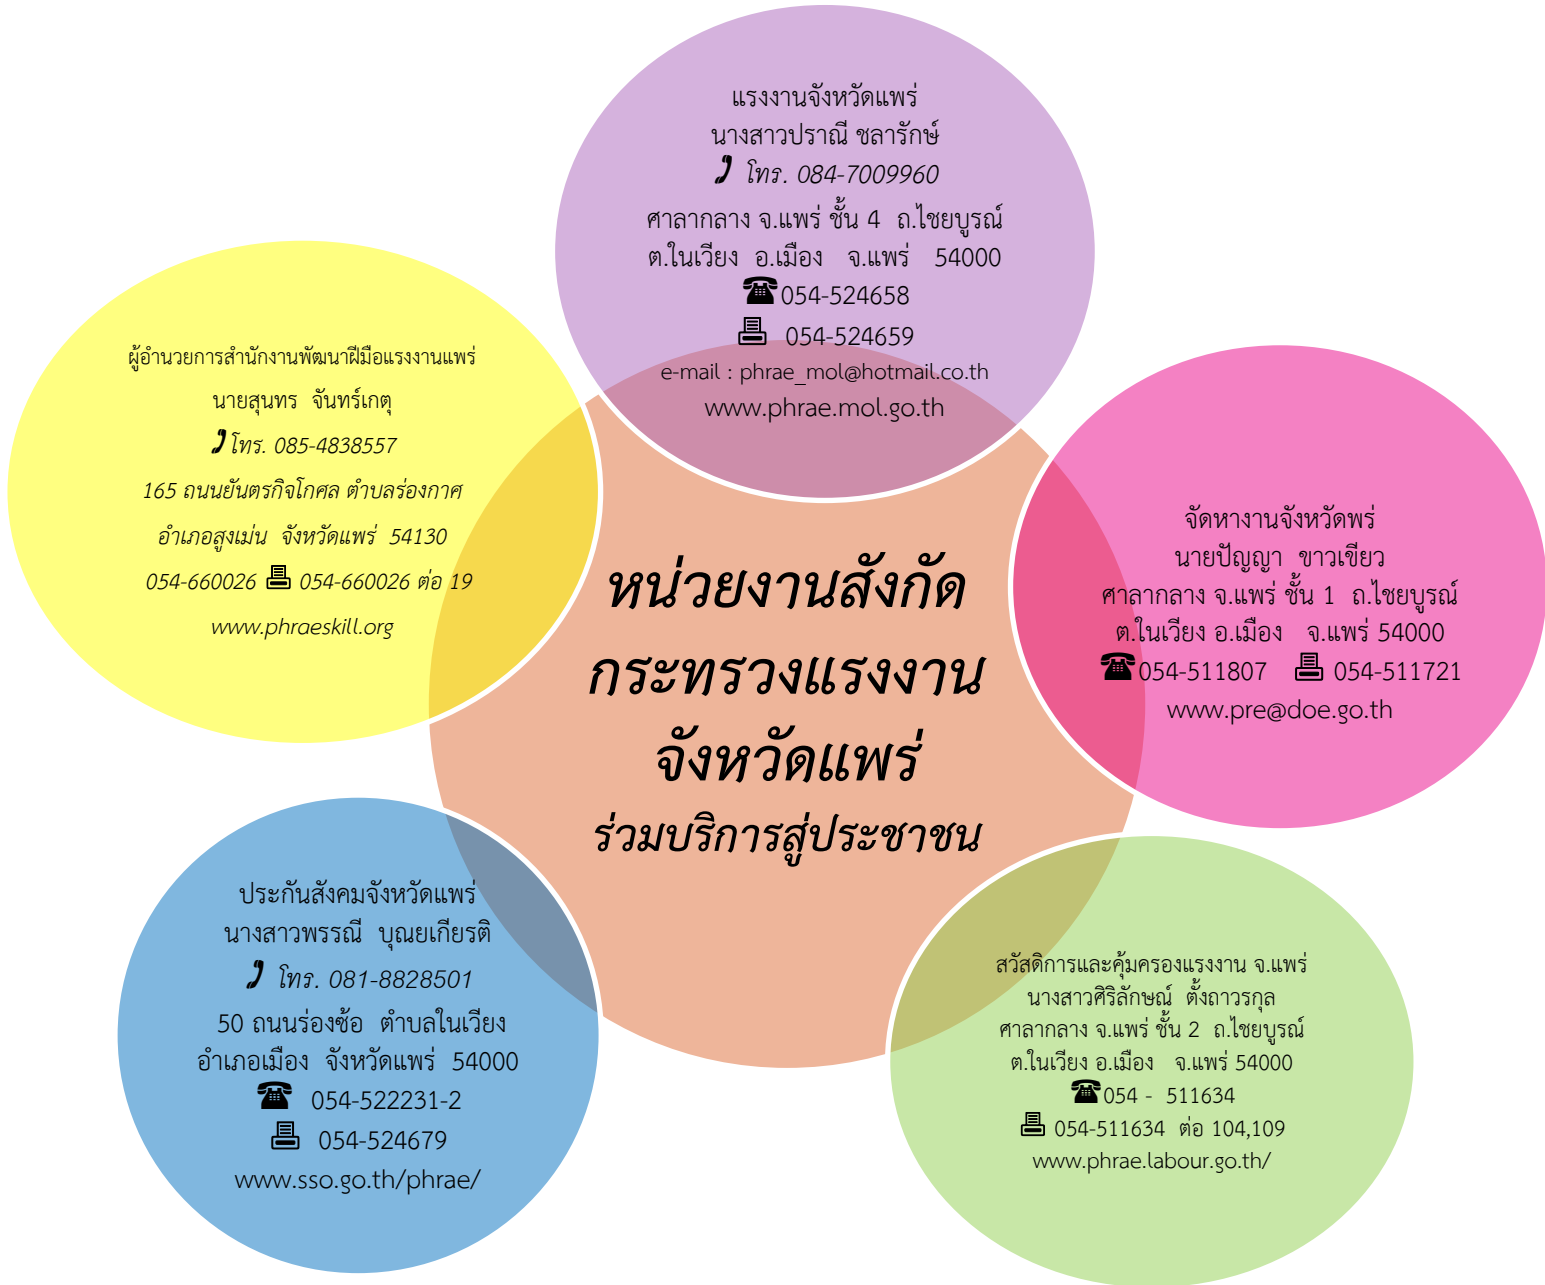 แรงงานจังหวัดแพร่
นางสาวปราณี ชลารักษ์
โทร. 084-7009960
ศาลากลาง จ.แพร่ ชั้น 4 ถ.ไชยบูรณ์
ต.ในเวียง อ.เมือง จ.แพร่ 54000
054-524658
054-524659
e-mail : phrae_mol@hotmail.co.th
www.phrae.mol.go.th
ผู้อำนวยการสำนักงานพัฒนาฝีมือแรงงานแพร่
นายสุนทร จันทร์เกตุ
โทร. 085-4838557
165 ถนนยันตรกิจโกศล ตำบลร่องกาศ
อำเภอสูงเม่น จังหวัดแพร่ 54130
054-660026 054-660026 ต่อ 19
www.phraeskill.org
จัดหางานจังหวัดพร่
นายปัญญา ขาวเขียว
ศาลากลาง จ.แพร่ ชั้น 1 ถ.ไชยบูรณ์
ต.ในเวียง อ.เมือง จ.แพร่ 54000
054-511807 054-511721
www.pre@doe.go.th
หน่วยงานสังกัด
กระทรวงแรงงาน
จังหวัดแพร่
ร่วมบริการสู่ประชาชน
ประกันสังคมจังหวัดแพร่
นางสาวพรรณี บุณยเกียรติ
โทร. 081-8828501
50 ถนนร่องซ้อ ตำบลในเวียง
อำเภอเมือง จังหวัดแพร่ 54000
054-522231-2
054-524679
www.sso.go.th/phrae/
สวัสดิการและคุ้มครองแรงงาน จ.แพร่
นางสาวศิริลักษณ์ ตั้งถาวรกุล
ศาลากลาง จ.แพร่ ชั้น 2 ถ.ไชยบูรณ์
ต.ในเวียง อ.เมือง จ.แพร่ 54000
054 - 511634
054-511634 ต่อ 104,109
www.phrae.labour.go.th/